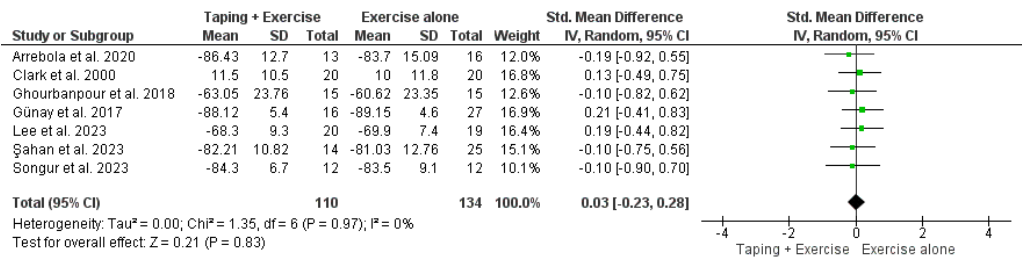 Taping + Exercise Exercise alone Std. Mean Difference Std. Mean Difference
Study or Subgroup Mean SD Total Mean SD Total Weight IV, Random, 95% CI IV, Random, 95% CI
Arrebola et al. 2020 -86.43 12.7 13 -83.7 15.09 16 12.0% -0.19 [-0.92, 0.55]
Clark et al. 2000 11.5 10.5 20 10 11.8 20 16.8% 0.13 [-0.49, 0.75]
Ghourbanpour et al. 2018 -63.05 23.76 15 -60.62 23.35 15 12.6% -0.10 [-0.82, 0.62]
Günay et al. 2017 -88.12 5.4 16 -89.15 4.6 27 16.9% 0.21 [-0.41, 0.83]
Lee et al. 2023 -68.3 9.3 20 -69.9 7.4 19 16.4% 0.19 [-0.44, 0.82]
Şahan et al. 2023 -82.21 10.82 14 -81.03 12.76 25 15.1% -0.10 [-0.75, 0.56]
Songur et al. 2023 -84.3 6.7 12 -83.5 9.1 12 10.1% -0.10 [-0.90, 0.70]
Total (95% CI) 110 134 100.0% 0.03 [-0.23, 0.28]
Heterogeneity: Tau² = 0.00; Chi² = 1.35, df = 6 (P = 0.97); I² = 0%
Test for overall effect: Z = 0.21 (P = 0.83)
-4 -2 0 2 4
Taping + Exercise Exercise alone